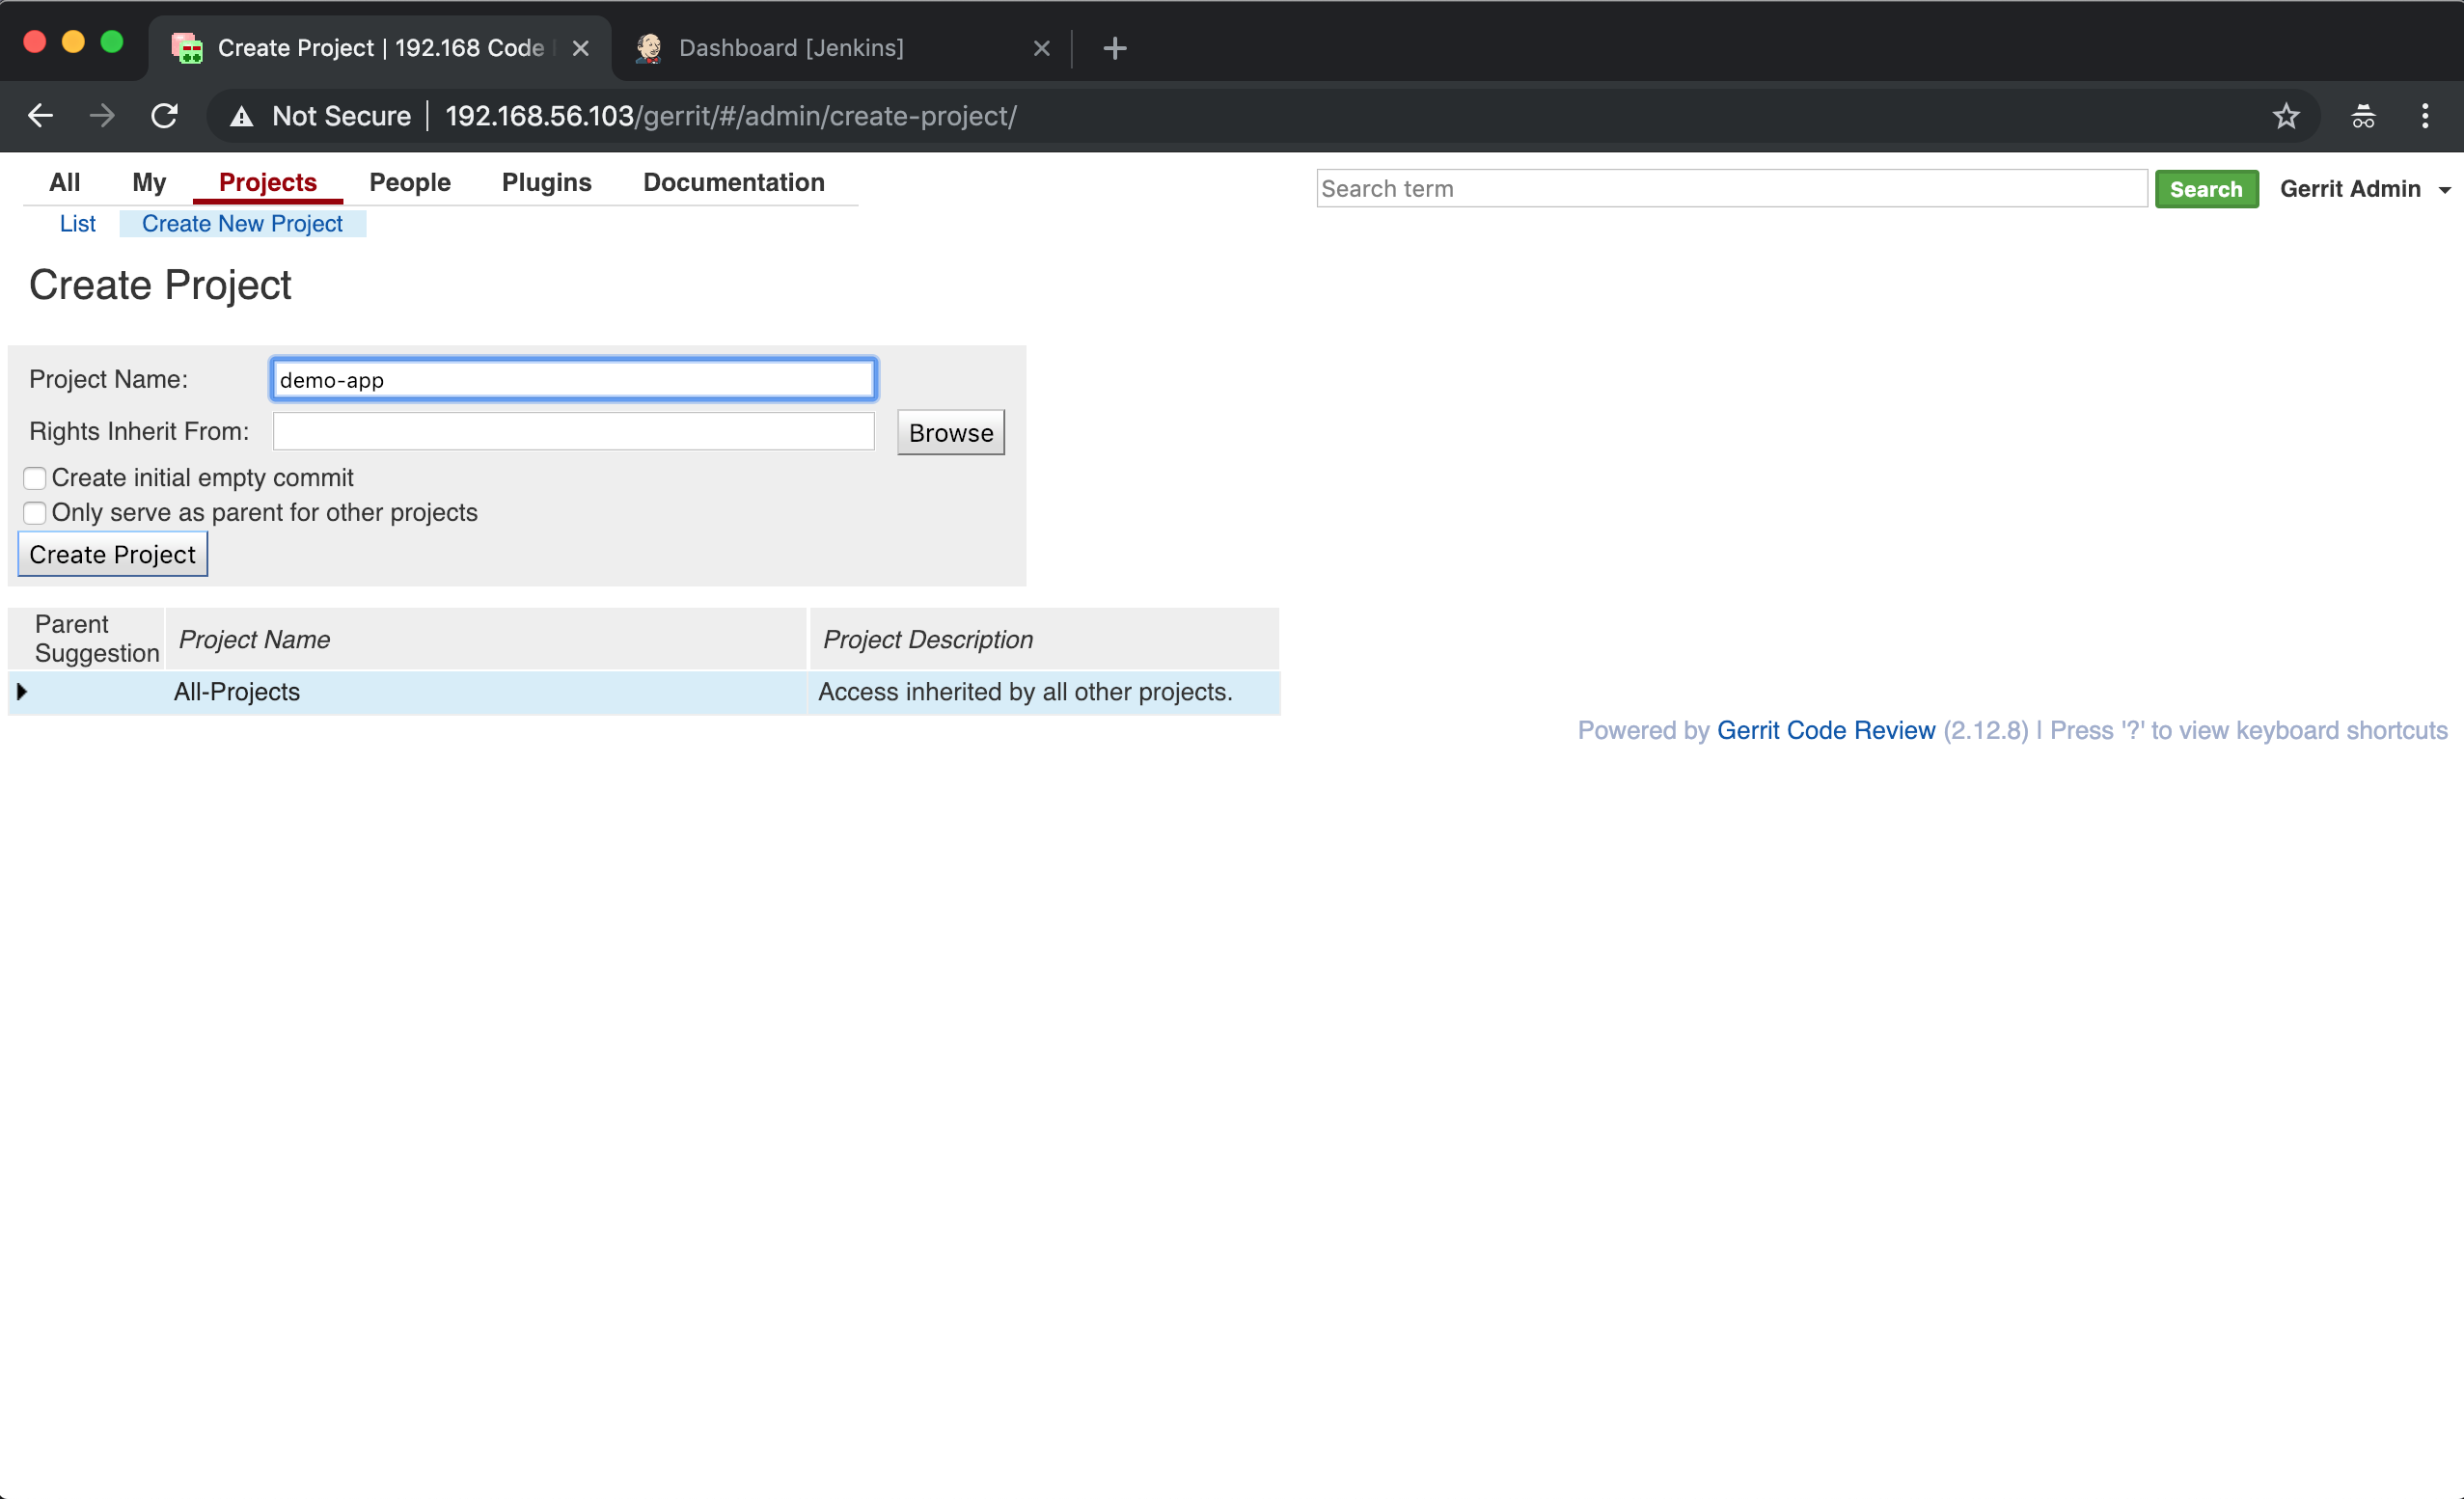 Create Project | 192.168 Code
Dashboard [Jenkins]
Not Secure 192.168.56.103/gerrit/#/admin/create-project/
All My Projects People Plugins Documentation
Search term Search Gerrit Admin
List Create New Project
Create Project
Project Name: demo-app
Rights Inherit From: Browse
Create initial empty commit
Only serve as parent for other projects
Create Project
Parent Suggestion Project Name Project Description
All-Projects Access inherited by all other projects.
Powered by Gerrit Code Review (2.12.8) | Press '?' to view keyboard shortcuts